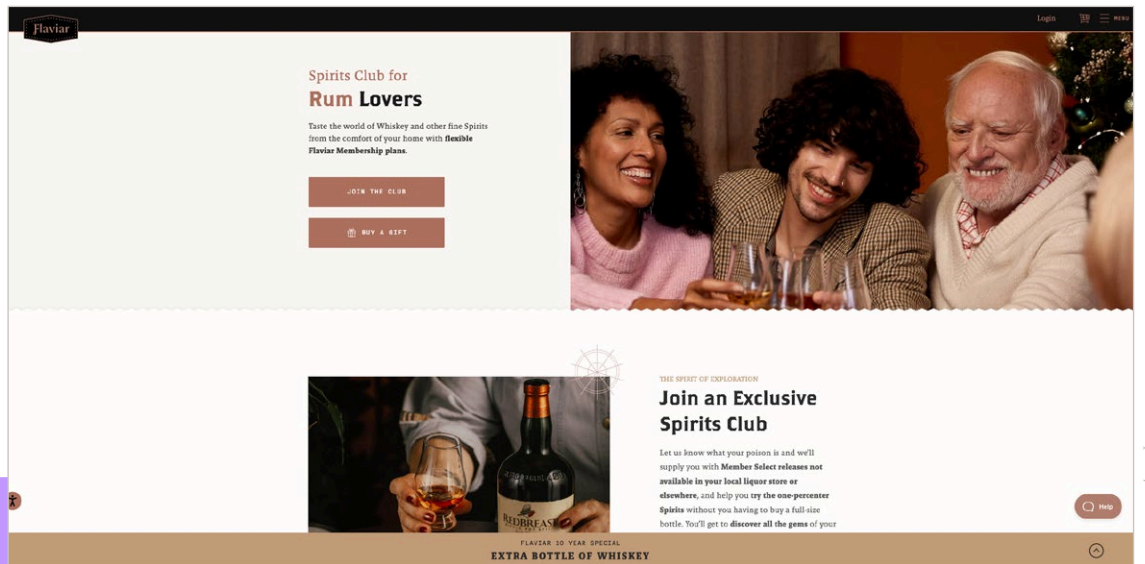 Flaviar
Login
MENU
Spirits Club for
Rum Lovers
Taste the world of Whiskey and other fine Spirits
from the comfort of your home with flexible
Flaviar Membership plans.
JOIN THE CLUB
BUY A GIFT
THE SPIRIT OF EXPLORATION
Join an Exclusive
Spirits Club
Let us know what your poison is and we'll
supply you with Member Select releases not
available in your local liquor store or
elsewhere, and help you try the one-percenter
Spirits without you having to buy a full-size
bottle. You'll get to discover all the gems of your
REDBREAST
Help
FLAVIAR 10 YEAR SPECIAL
EXTRA BOTTLE OF WHISKEY